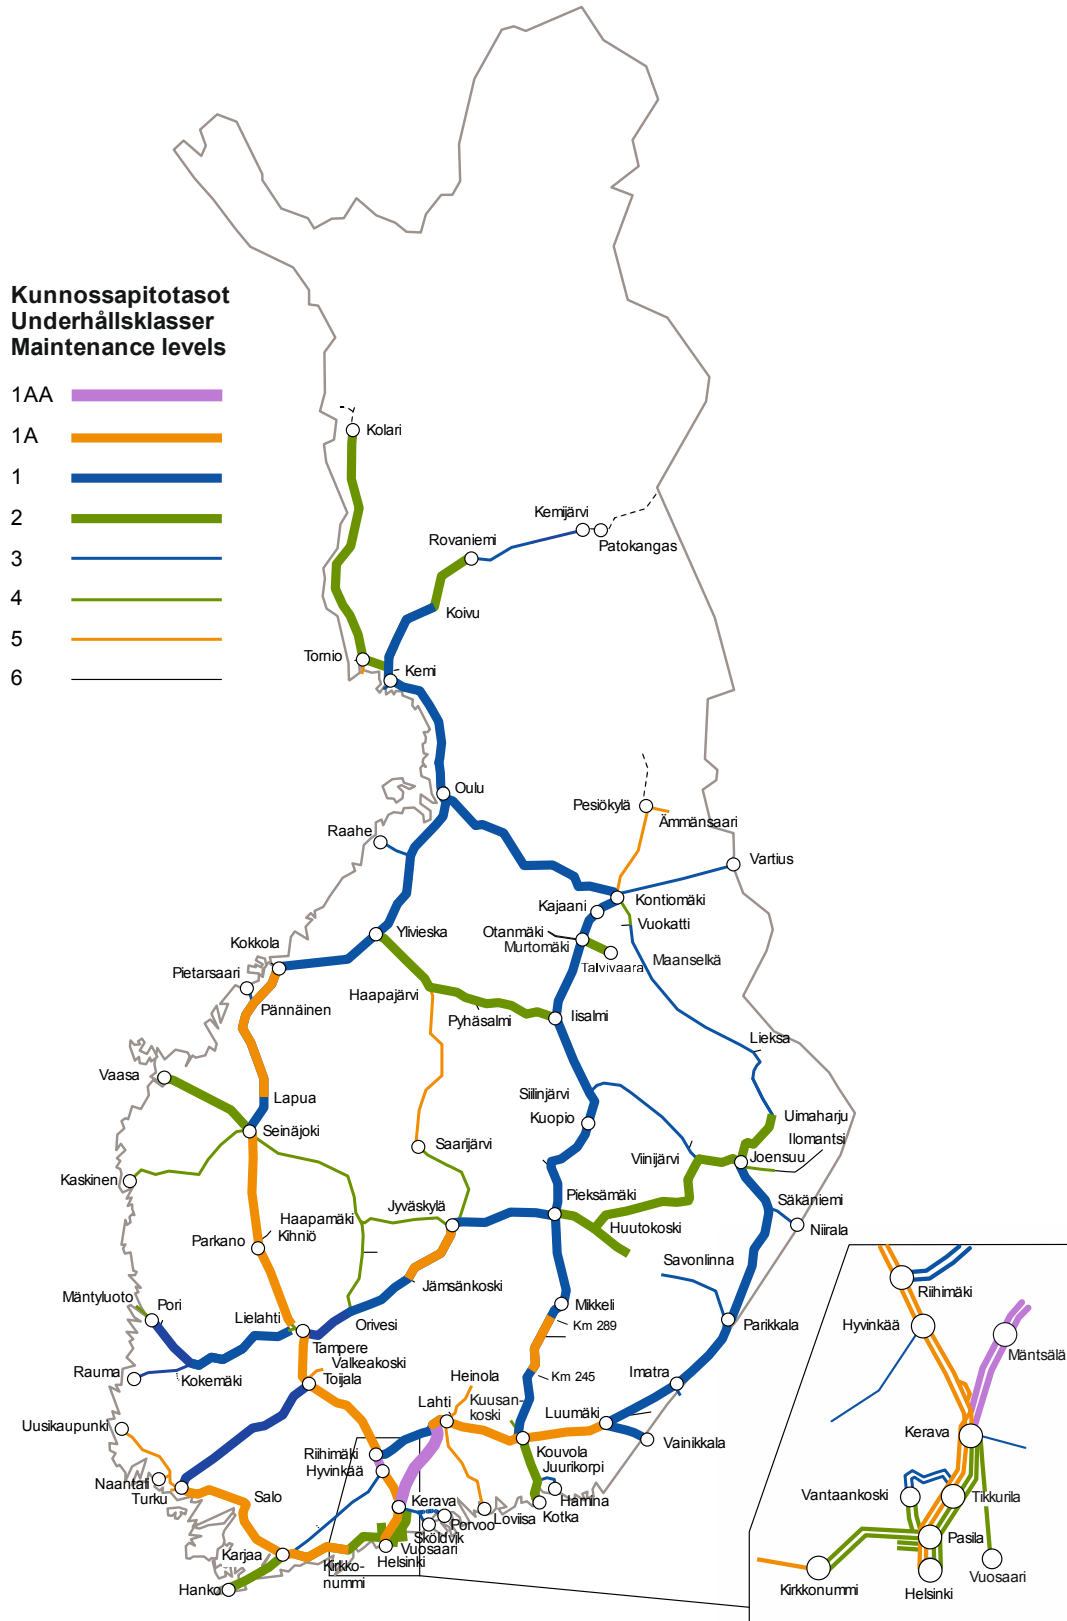 Kunnossapitotasot
Underhållsklasser
Maintenance levels
1AA
1A
1
2
3
4
5
6
Kolari
Kemijärvi
Patokangas
Rovaniemi
Koivu
Tornio
Kemi
Oulu
Raahe
Pesiökylä
Ämmänsaari
Vartius
Kontiomäki
Kajaani
Vuokatti
Otanmäki
Murtomäki
Talvivaara
Maanselkä
Ylivieska
Kokkola
Pietarsaari
Pännäinen
Haapajärvi
Pyhäsalmi
Iisalmi
Lieksa
Vaasa
Lapua
Seinäjoki
Siilinjärvi
Kuopio
Uimaharju
Ilomantsi
Joensuu
Viinijärvi
Saarijärvi
Kaskinen
Pieksämäki
Jyväskylä
Huutokoski
Säkäniemi
Niirala
Haapamäki
Kihniö
Parkano
Savonlinna
Jämsänkoski
Mäntyluoto
Pori
Lielahti
Orivesi
Mikkeli
Km 289
Parikkala
Tampere
Valkeakoski
Toijala
Rauma
Kokemäki
Heinola
Km 245
Imatra
Kuusan-
koski
Lahti
Luumäki
Uusikaupunki
Kouvola
Vainikkala
Riihimäki
Hyvinkää
Juurikorpi
Naantali
Turku
Salo
Hamina
Kotka
Kerava
Loviisa
Porvoo
Sköldvik
Vuosaari
Helsinki
Karjaa
Kirkko-
nummi
Hanko
Riihimäki
Hyvinkää
Mäntsälä
Kerava
Vantaankoski
Tikkurila
Pasila
Kirkkonummi
Helsinki
Vuosaari